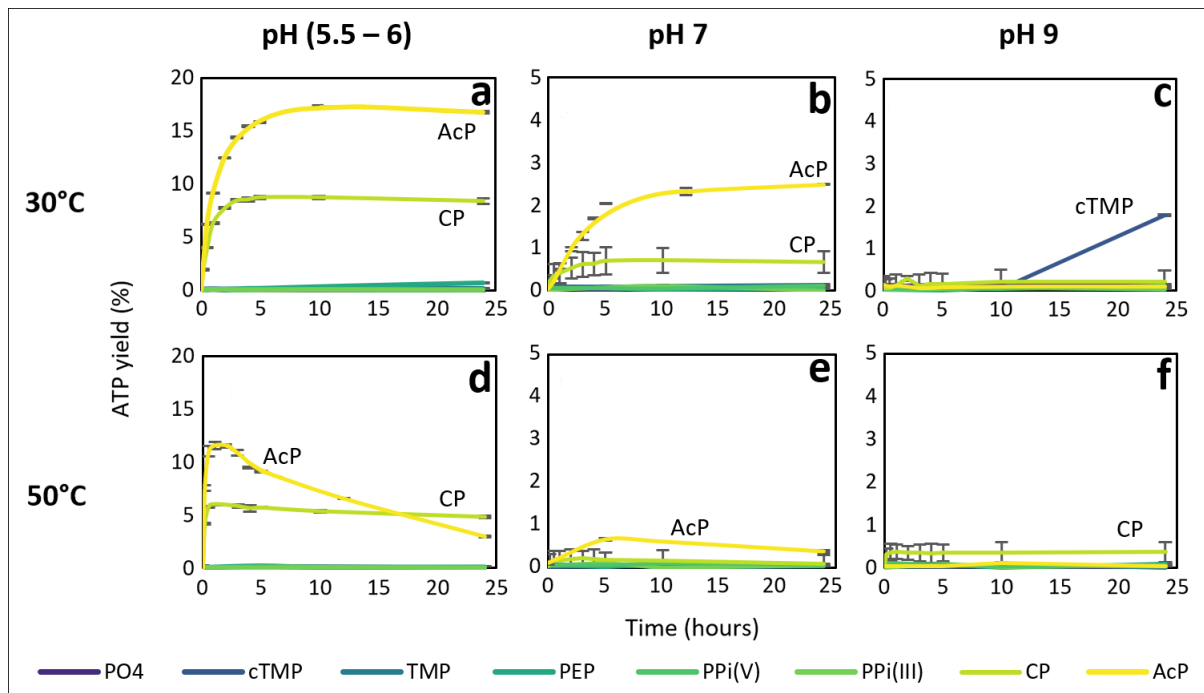 pH (5.5 – 6) pH 7 pH 9
30°C
50°C
ATP yield (%)
20
15
10
5
0
0 5 10 15 20 25
a
AcP
CP
5
4
3
2
1
0
0 5 10 15 20 25
b
AcP
CP
5
4
3
2
1
0
0 5 10 15 20 25
c
cTMP
20
15
10
5
0
0 5 10 15 20 25
d
AcP
CP
5
4
3
2
1
0
0 5 10 15 20 25
e
AcP
5
4
3
2
1
0
0 5 10 15 20 25
f
CP
Time (hours)
PO4 cTMP TMP PEP PPi(V) PPi(III) CP AcP